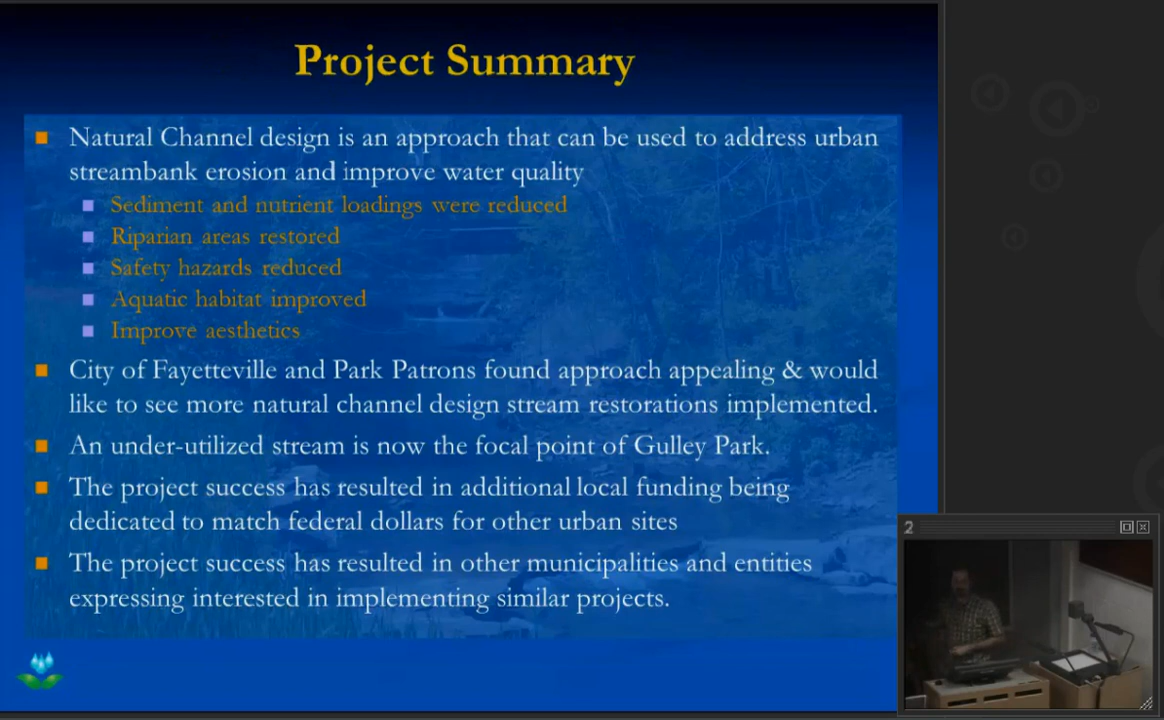 Project Summary
Natural Channel design is an approach that can be used to address urban
streambank erosion and improve water quality
Sediment and nutrient loadings were reduced
Riparian areas restored
Safety hazards reduced
Aquatic habitat improved
Improve aesthetics
City of Fayetteville and Park Patrons found approach appealing & would
like to see more natural channel design stream restorations implemented.
An under-utilized stream is now the focal point of Gulley Park.
The project success has resulted in additional local funding being
dedicated to match federal dollars for other urban sites
The project success has resulted in other municipalities and entities
expressing interested in implementing similar projects.
2